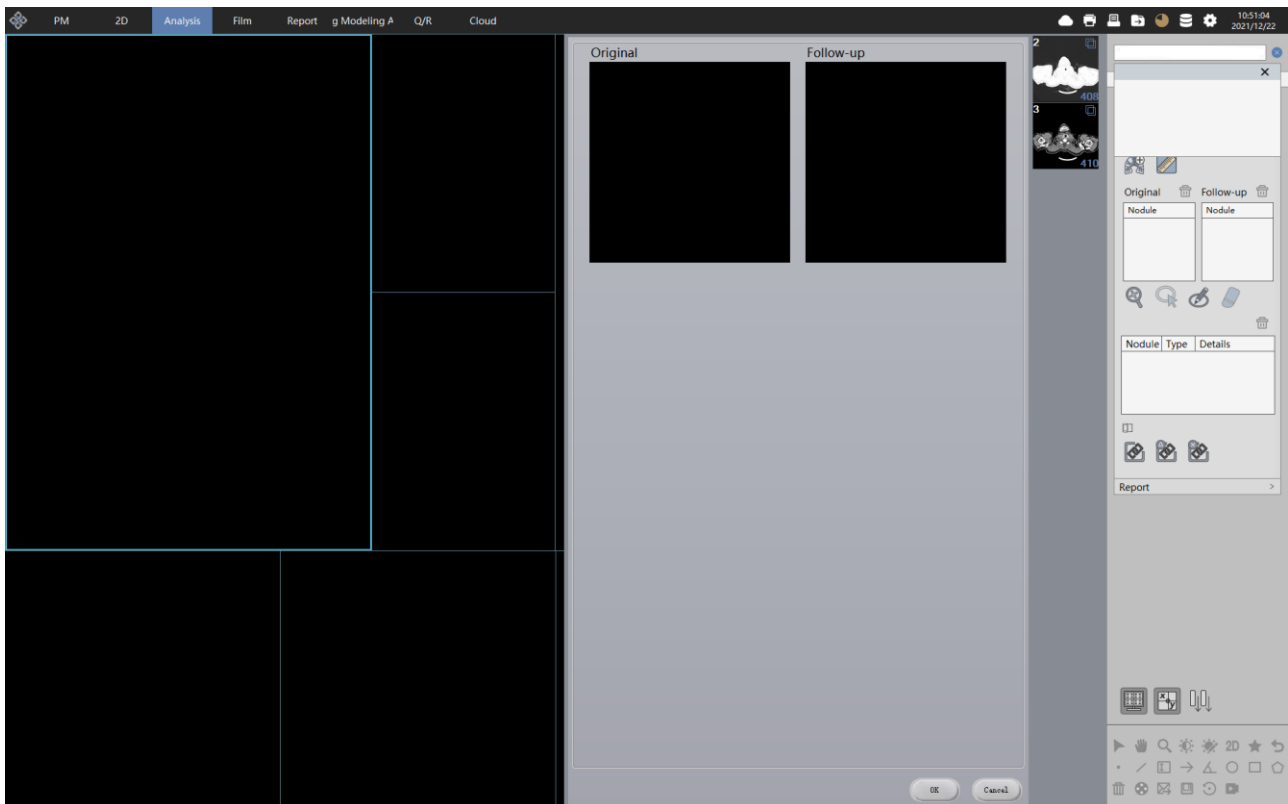 PM 2D Analysis Film Report g Modeling A Q/R Cloud 10:51:04
2021/12/22
Original Follow-up
2
408
3
410
Original Follow-up
Nodule Nodule
Nodule Type Details
Report >
2D
OK Cancel